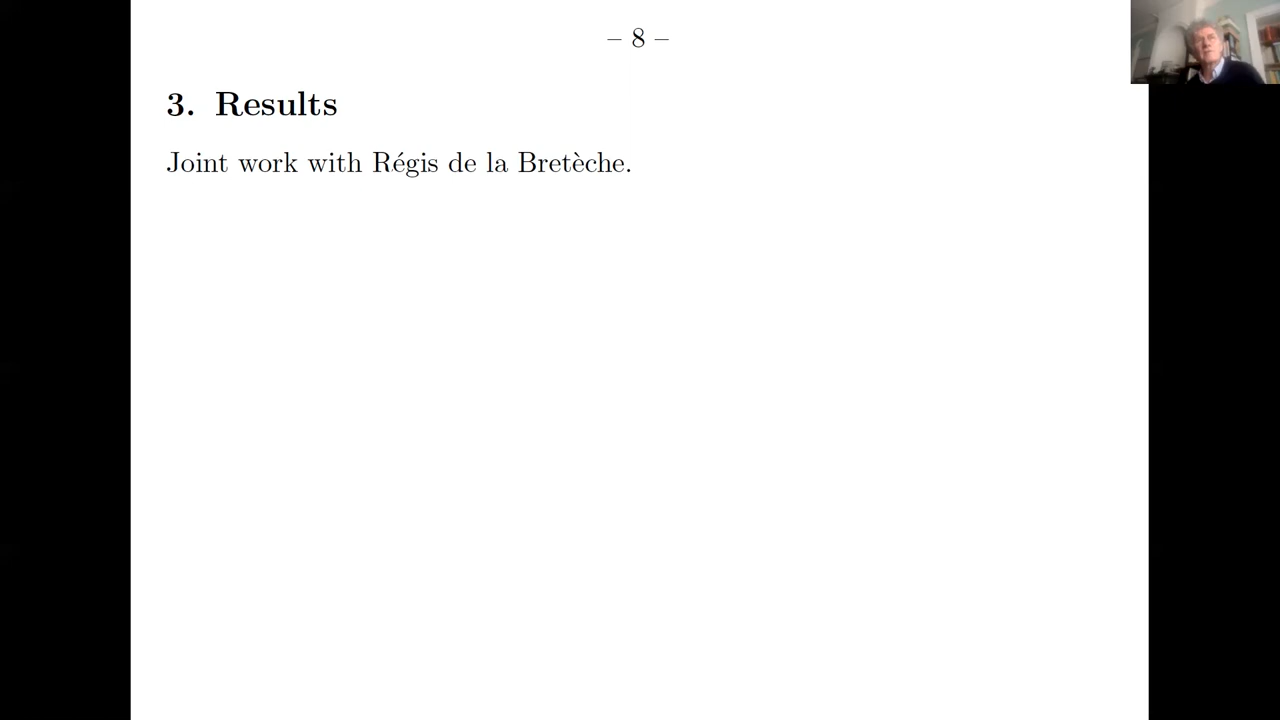 – 8 –
3. Results
Joint work with Régis de la Bretèche.